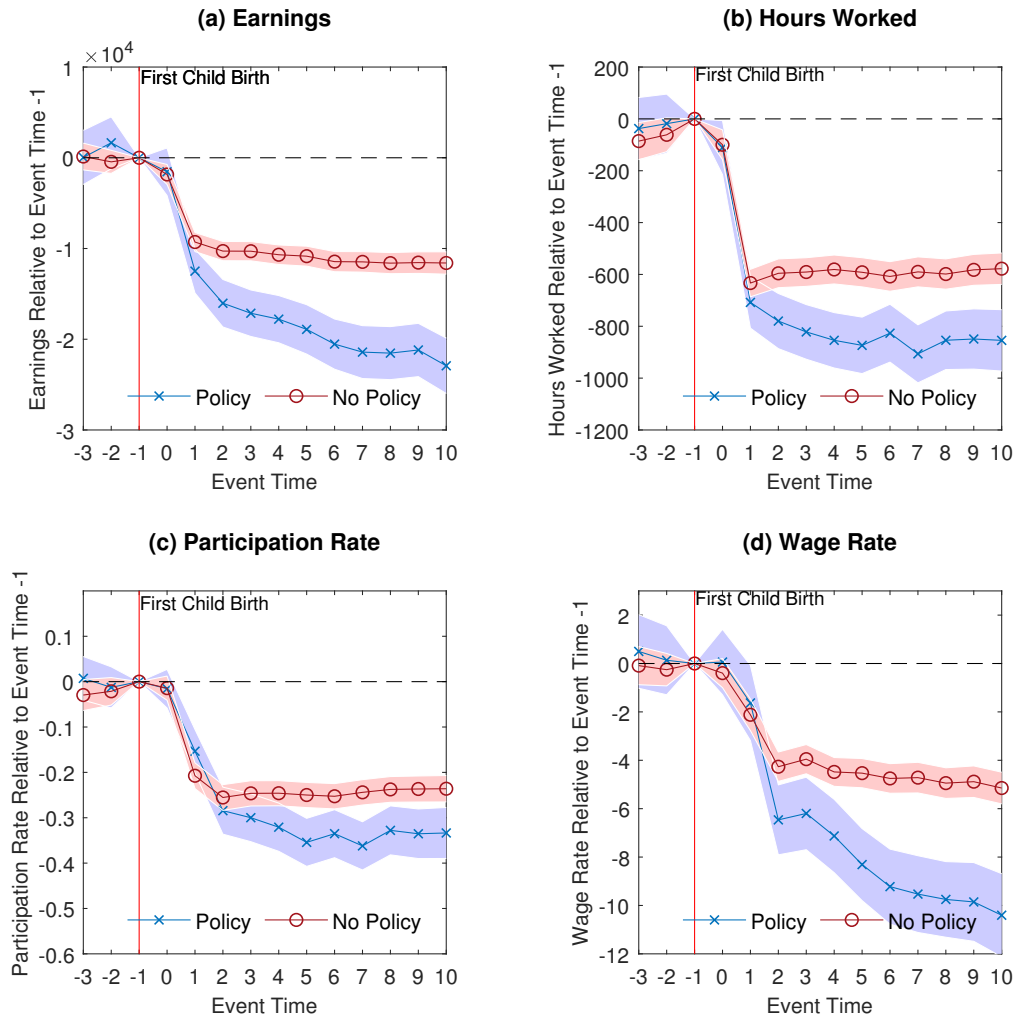 (a) Earnings
×10^4
First Child Birth
1
0
-1
-2
-3
Earnings Relative to Event Time -1
Policy
No Policy
-3 -2 -1 0 1 2 3 4 5 6 7 8 9 10
Event Time
(b) Hours Worked
First Child Birth
200
0
-200
-400
-600
-800
-1000
-1200
Hours Worked Relative to Event Time -1
Policy
No Policy
-3 -2 -1 0 1 2 3 4 5 6 7 8 9 10
Event Time
(c) Participation Rate
First Child Birth
0.1
0
-0.1
-0.2
-0.3
-0.4
-0.5
-0.6
Participation Rate Relative to Event Time -1
Policy
No Policy
-3 -2 -1 0 1 2 3 4 5 6 7 8 9 10
Event Time
(d) Wage Rate
First Child Birth
2
0
-2
-4
-6
-8
-10
-12
Wage Rate Relative to Event Time -1
Policy
No Policy
-3 -2 -1 0 1 2 3 4 5 6 7 8 9 10
Event Time